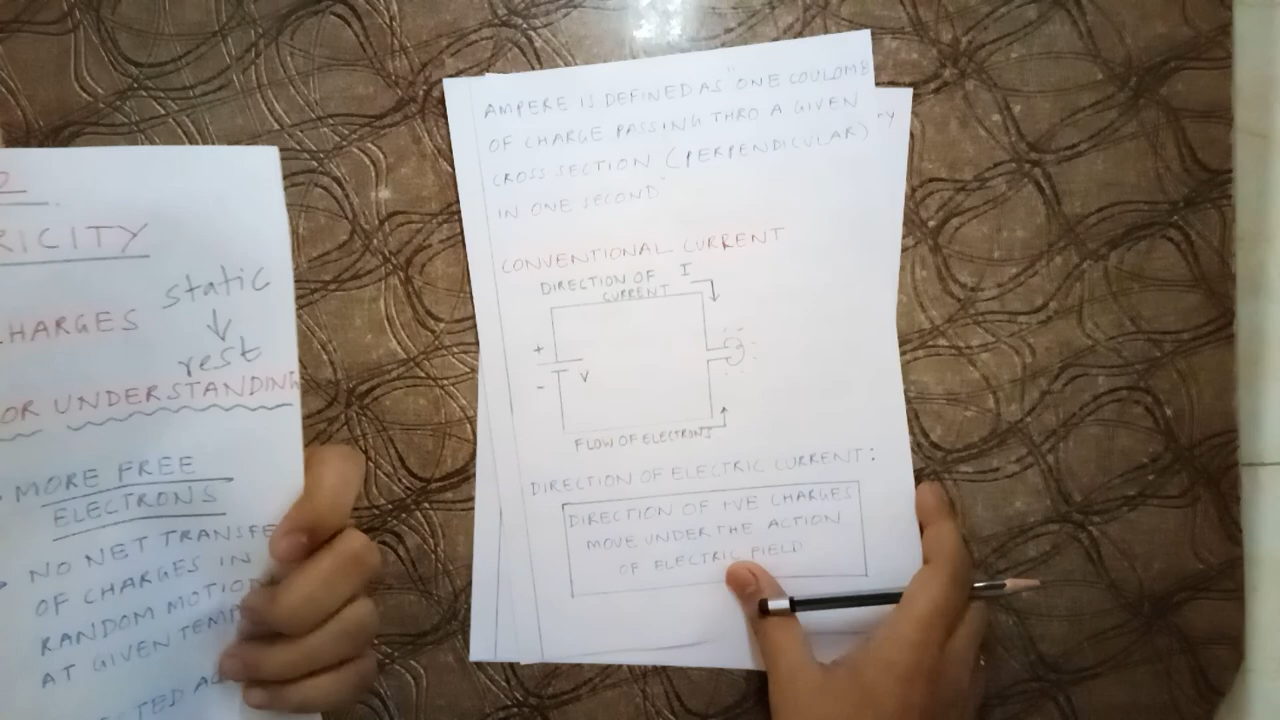 RICITY
static
HARGES
↓
rest
OR UNDERSTANDING
MORE FREE
ELECTRONS
NO NET TRANSFE
OF CHARGES IN
RANDOM MOTIO
AT GIVEN TEMP
AMPERE IS DEFINED AS "ONE COULOMB
OF CHARGE PASSING THRO A GIVEN
CROSS SECTION (PERPENDICULAR)
IN ONE SECOND"
CONVENTIONAL CURRENT
DIRECTION OF I
CURRENT
+
- V
FLOW OF ELECTRONS
DIRECTION OF ELECTRIC CURRENT:
DIRECTION OF +VE CHARGES
MOVE UNDER THE ACTION
OF ELECTRIC FIELD